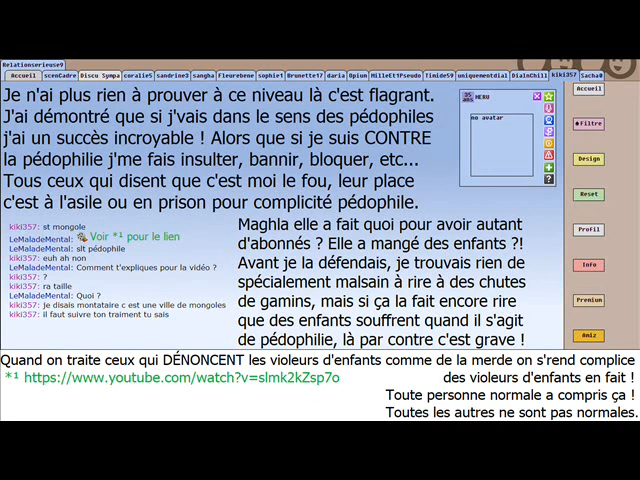 Relationserieuse9
Accueil scenCadre Discu Sympa coralie5 sandrine3 sangha Fleurebene sophie1 Brunette17 daria Opium MilleEt1Pseudo Timide59 uniquementdial DialnChill kiki357 Sacha0
Je n'ai plus rien à prouver à ce niveau là c'est flagrant.
J'ai démontré que si j'vais dans le sens des pédophiles
j'ai un succès incroyable ! Alors que si je suis CONTRE
la pédophilie j'me fais insulter, bannir, bloquer, etc...
Tous ceux qui disent que c'est moi le fou, leur place
c'est à l'asile ou en prison pour complicité pédophile.
35 ans MENU
no avatar
?
Accueil
Filtre
Design
Reset
Profil
Info
Premium
Amiz
kiki357: st mongole
LeMaladeMental: Voir *¹ pour le lien
LeMaladeMental: slt pédophile
kiki357: euh ah non
LeMaladeMental: Comment t'expliques pour la vidéo ?
kiki357: ?
kiki357: ra taille
LeMaladeMental: Quoi ?
kiki357: je disais montataire c est une ville de mongoles
kiki357: il faut suivre ton traiment tu sais
Maghla elle a fait quoi pour avoir autant
d'abonnés ? Elle a mangé des enfants ?!
Avant je la défendais, je trouvais rien de
spécialement malsain à rire à des chutes
de gamins, mais si ça la fait encore rire
que des enfants souffrent quand il s'agit
de pédophilie, là par contre c'est grave !
Quand on traite ceux qui DÉNONCENT les violeurs d'enfants comme de la merde on s'rend complice
*¹ https://www.youtube.com/watch?v=slmk2kZsp7o
des violeurs d'enfants en fait !
Toute personne normale a compris ça !
Toutes les autres ne sont pas normales.